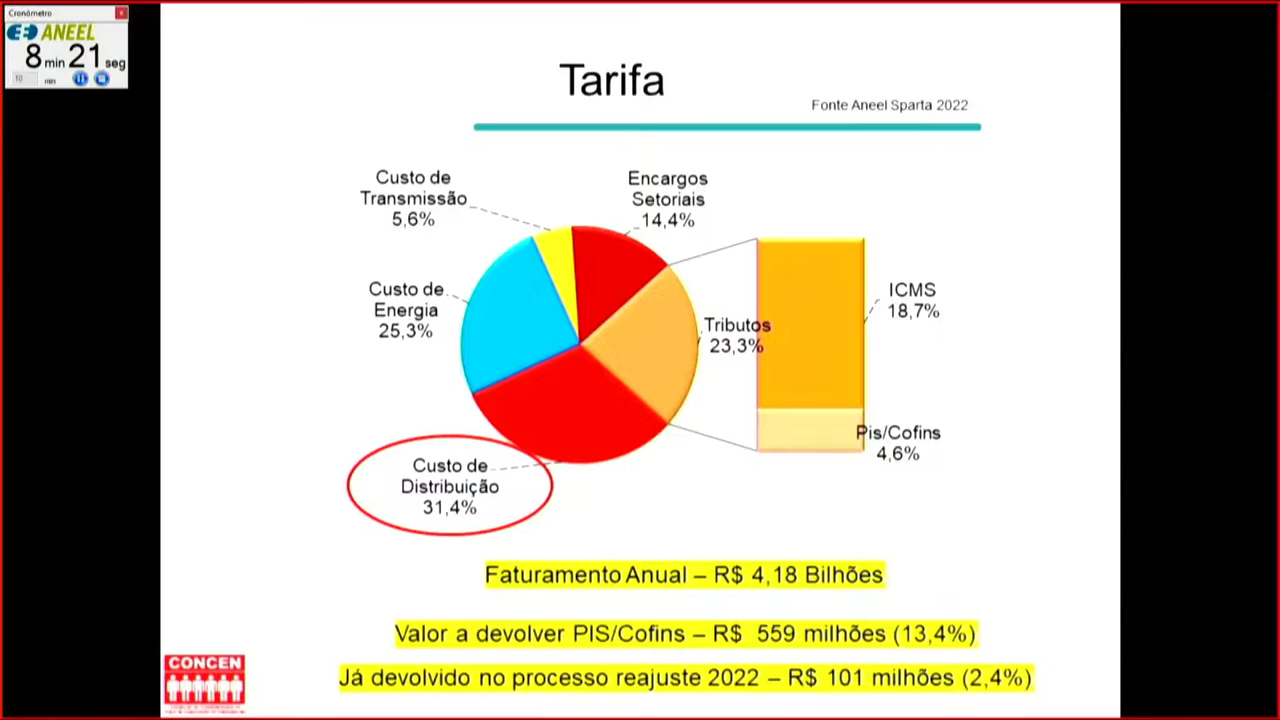 Cronômetro
ANEEL
8 min 21 seg
10 min
Tarifa
Fonte Aneel Sparta 2022
Custo de
Transmissão
5,6%
Encargos
Setoriais
14,4%
Custo de
Energia
25,3%
Tributos
23,3%
ICMS
18,7%
Pis/Cofins
4,6%
Custo de
Distribuição
31,4%
Faturamento Anual – R$ 4,18 Bilhões
Valor a devolver PIS/Cofins – R$ 559 milhões (13,4%)
Já devolvido no processo reajuste 2022 – R$ 101 milhões (2,4%)
CONCEN